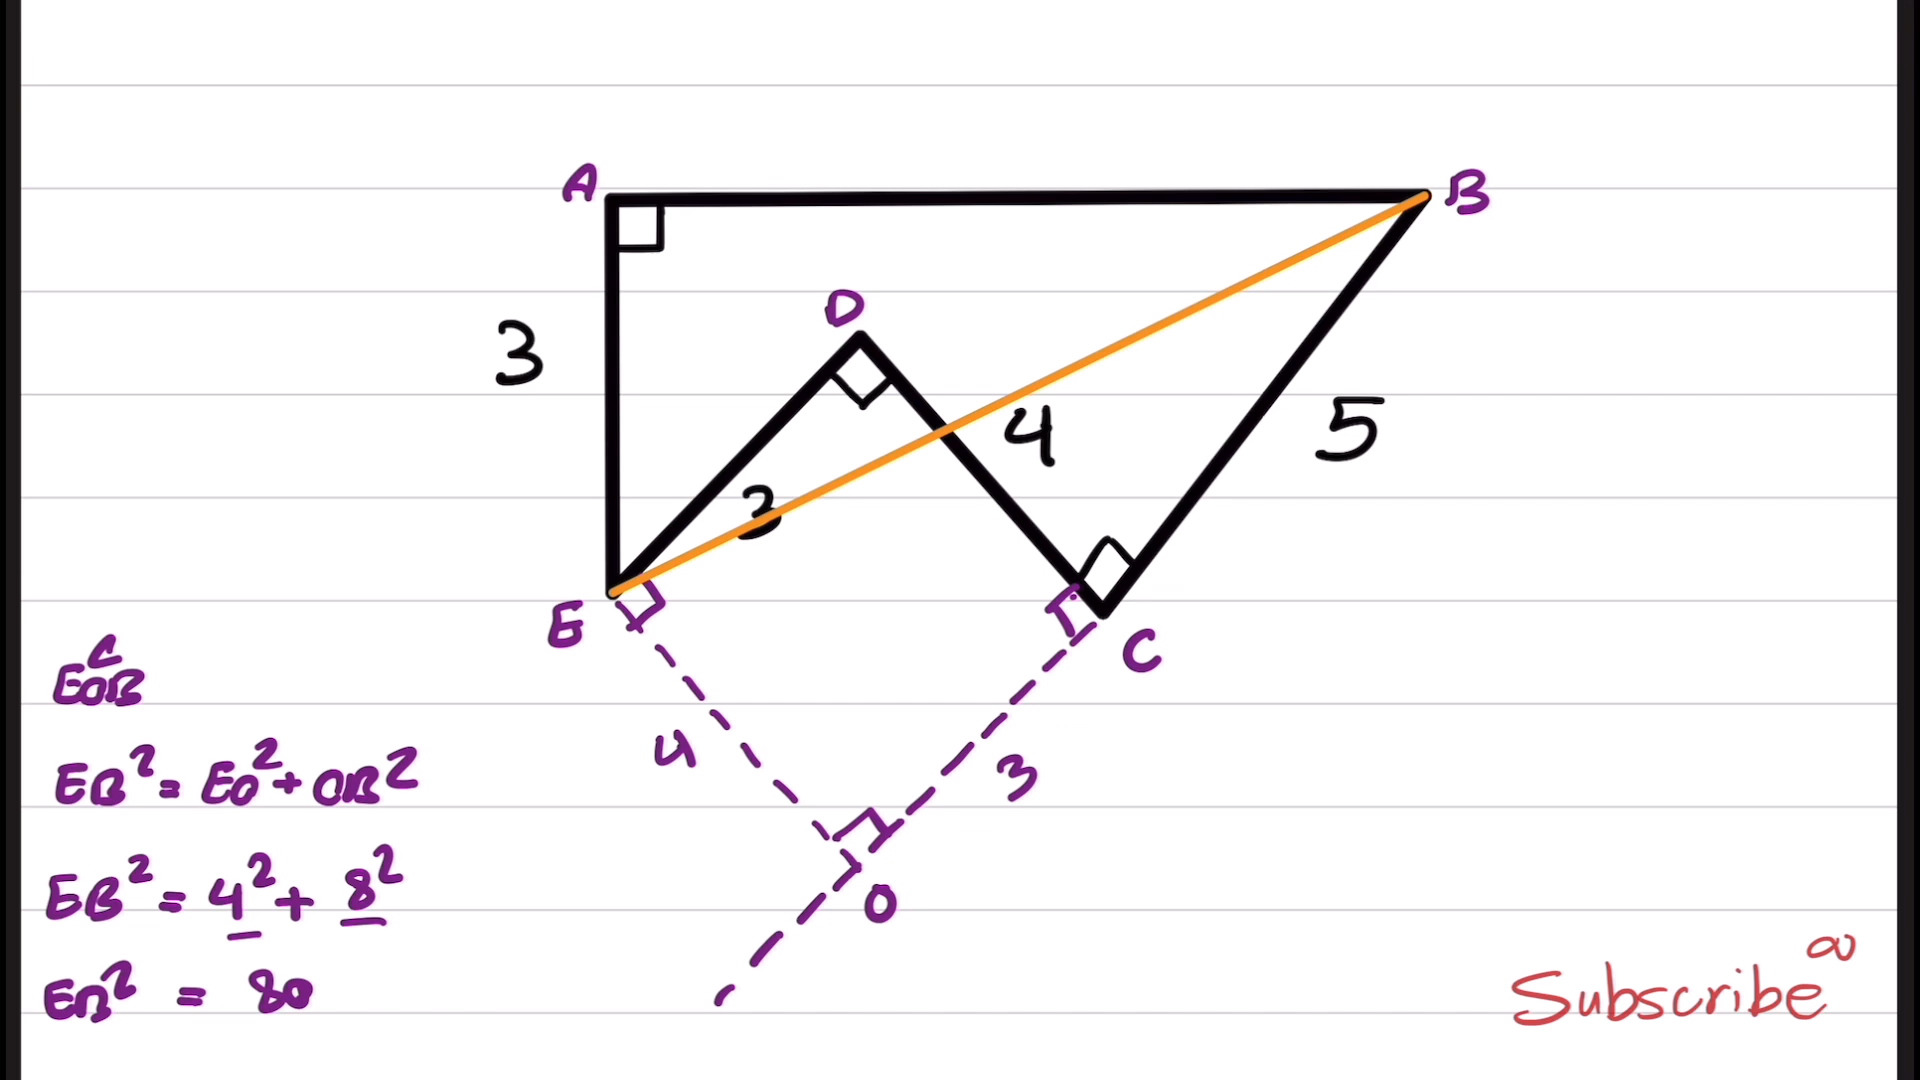 A
B
D
3
4
5
3
E
C
EOB
4
3
EB² = EO² + OB²
EB² = 4² + 8²
O
EB² = 80
Subscribe